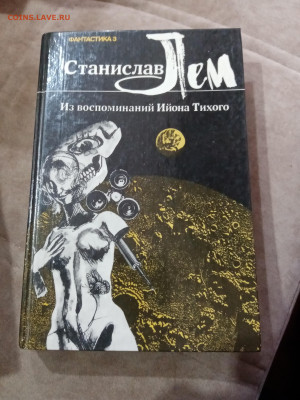 COINS.LAVE.RU
ФАНТАСТИКА 3
Станислав Лем
Из воспоминаний Ийона Тихого